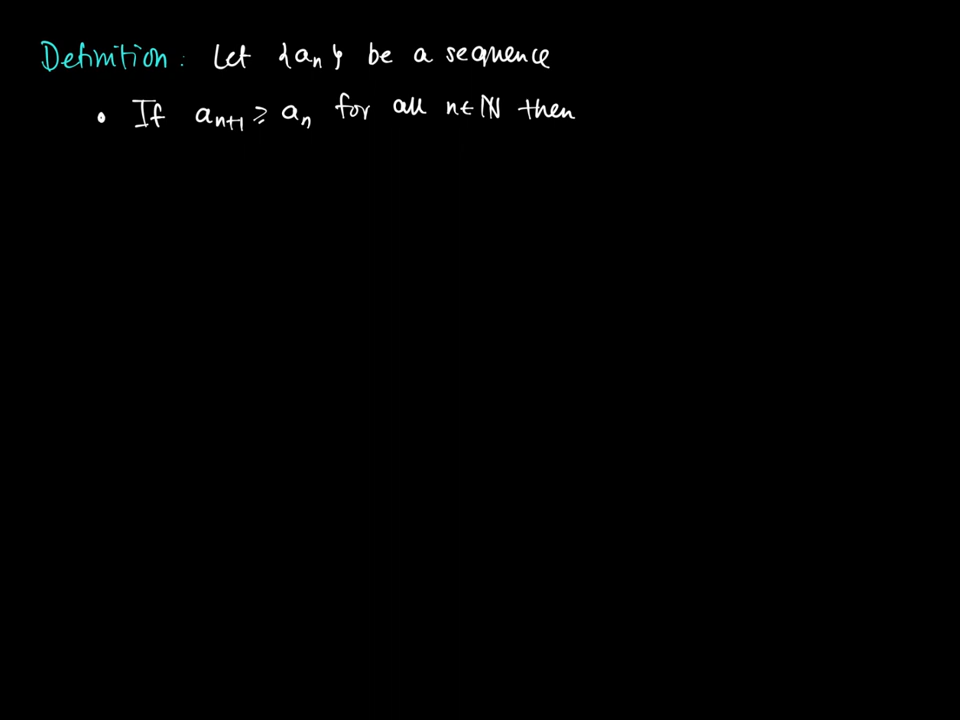 Definition: Let {aₙ} be a sequence
• If aₙ₊₁ ≥ aₙ for all n∈ℕ then